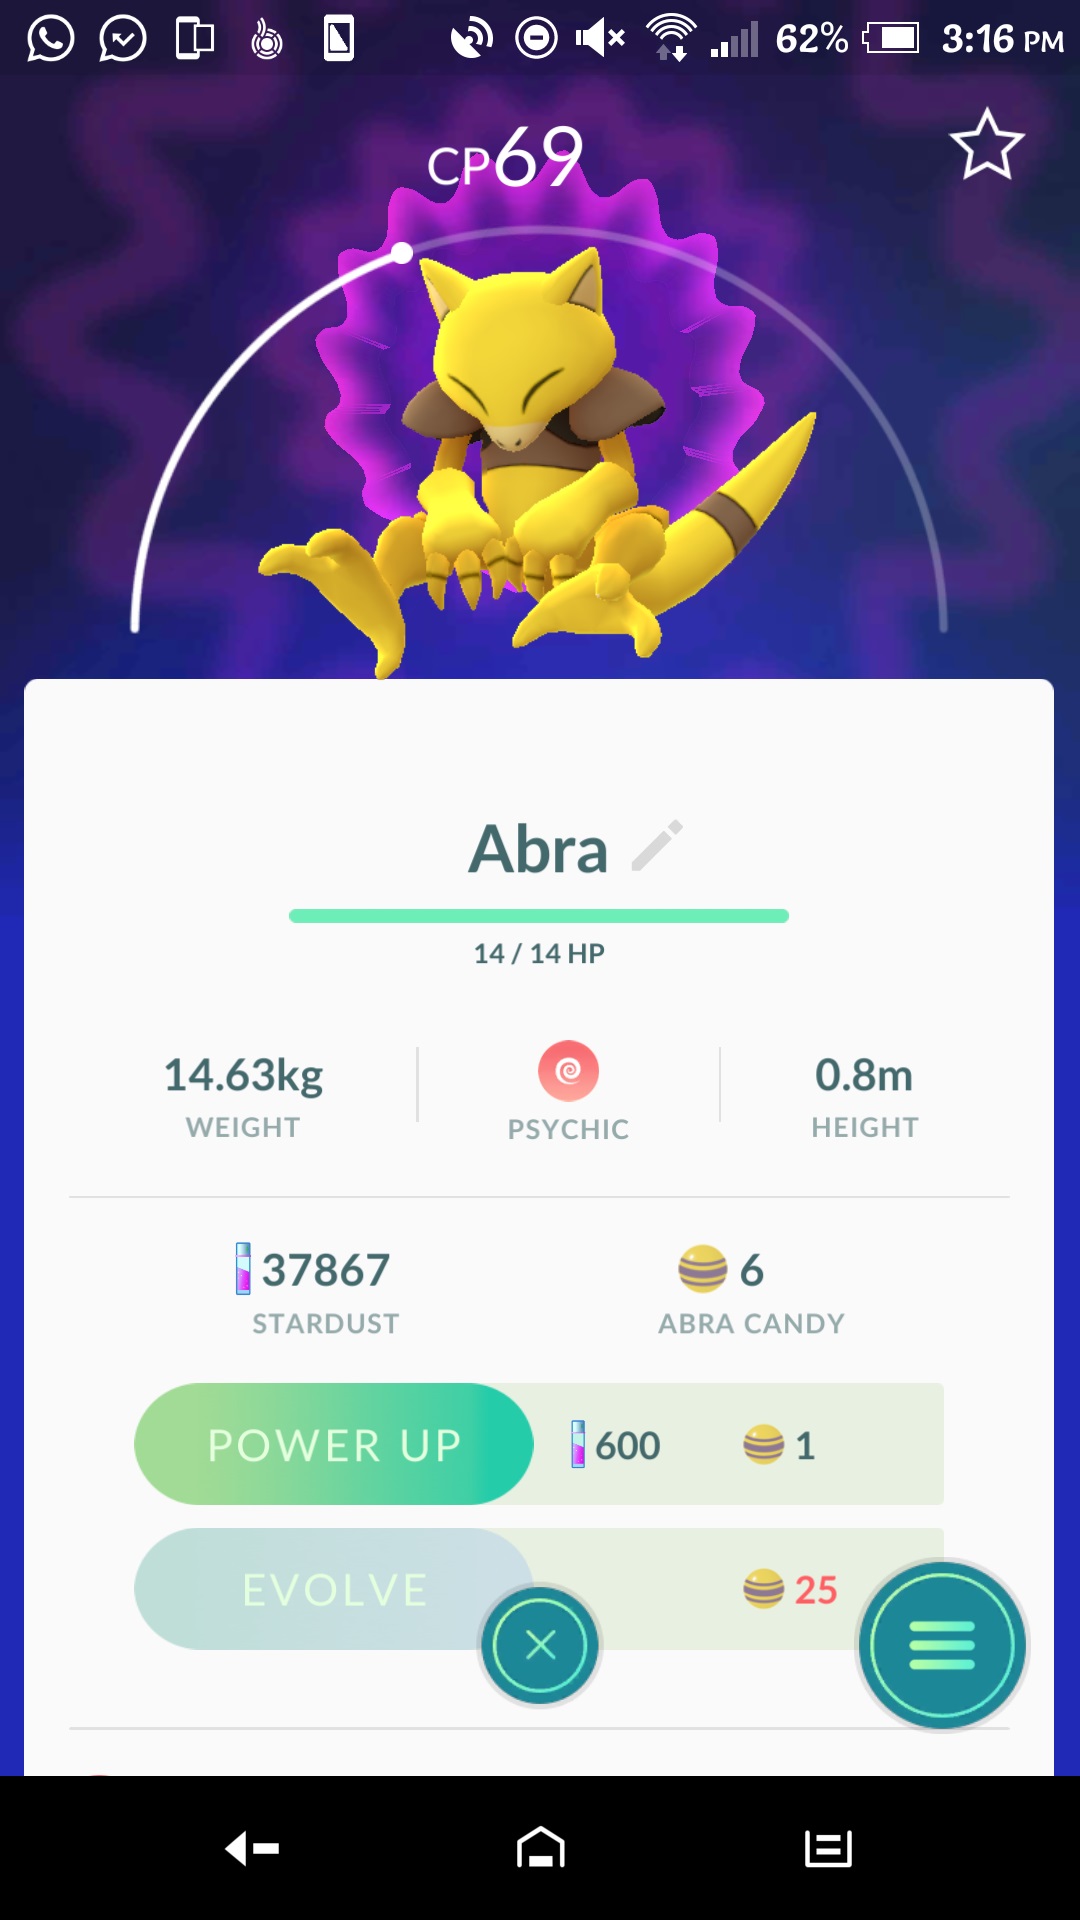 62% 3:16 PM
CP69
Abra
14 / 14 HP
14.63kg
WEIGHT
PSYCHIC
0.8m
HEIGHT
37867
STARDUST
6
ABRA CANDY
POWER UP 600 1
EVOLVE 25